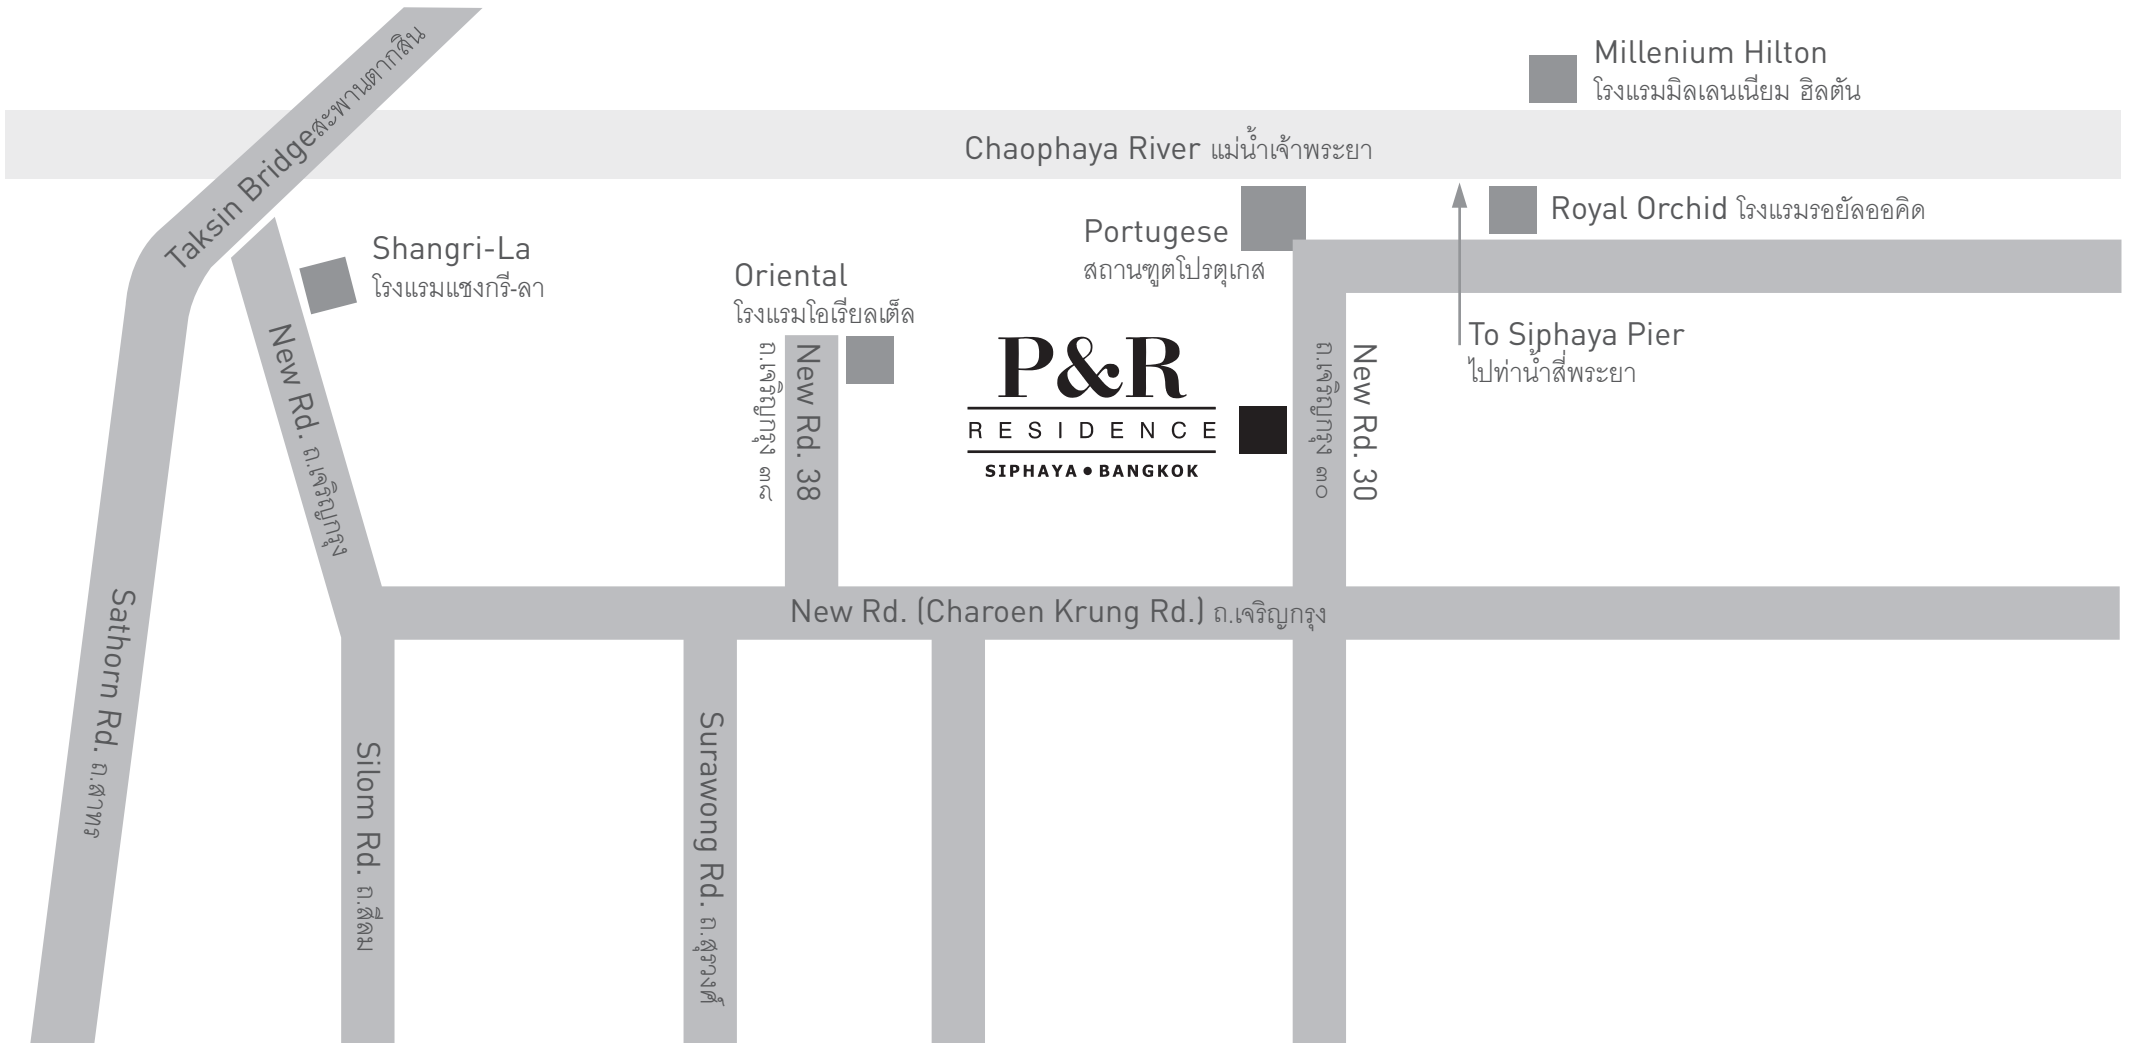 Taksin Bridge สะพานตากสิน
Millenium Hilton
โรงแรมมิลเลนเนี่ยม ฮิลตัน
Chaophaya River แม่น้ำเจ้าพระยา
Shangri-La
โรงแรมแชงกรี-ลา
Oriental
โรงแรมโอเรียลเต็ล
Portugese
สถานฑูตโปรตุเกส
Royal Orchid โรงแรมรอยัลออคิด
To Siphaya Pier
ไปท่าน้ำสี่พระยา
New Rd. ถ.เจริญกรุง
New Rd. 38
ถ.เจริญกรุง ๓๘
P&R
RESIDENCE
SIPHAYA • BANGKOK
New Rd. 30
ถ.เจริญกรุง ๓๐
New Rd. (Charoen Krung Rd.) ถ.เจริญกรุง
Sathorn Rd. ถ.สาทร
Silom Rd. ถ.สีลม
Surawong Rd. ถ.สุรวงศ์